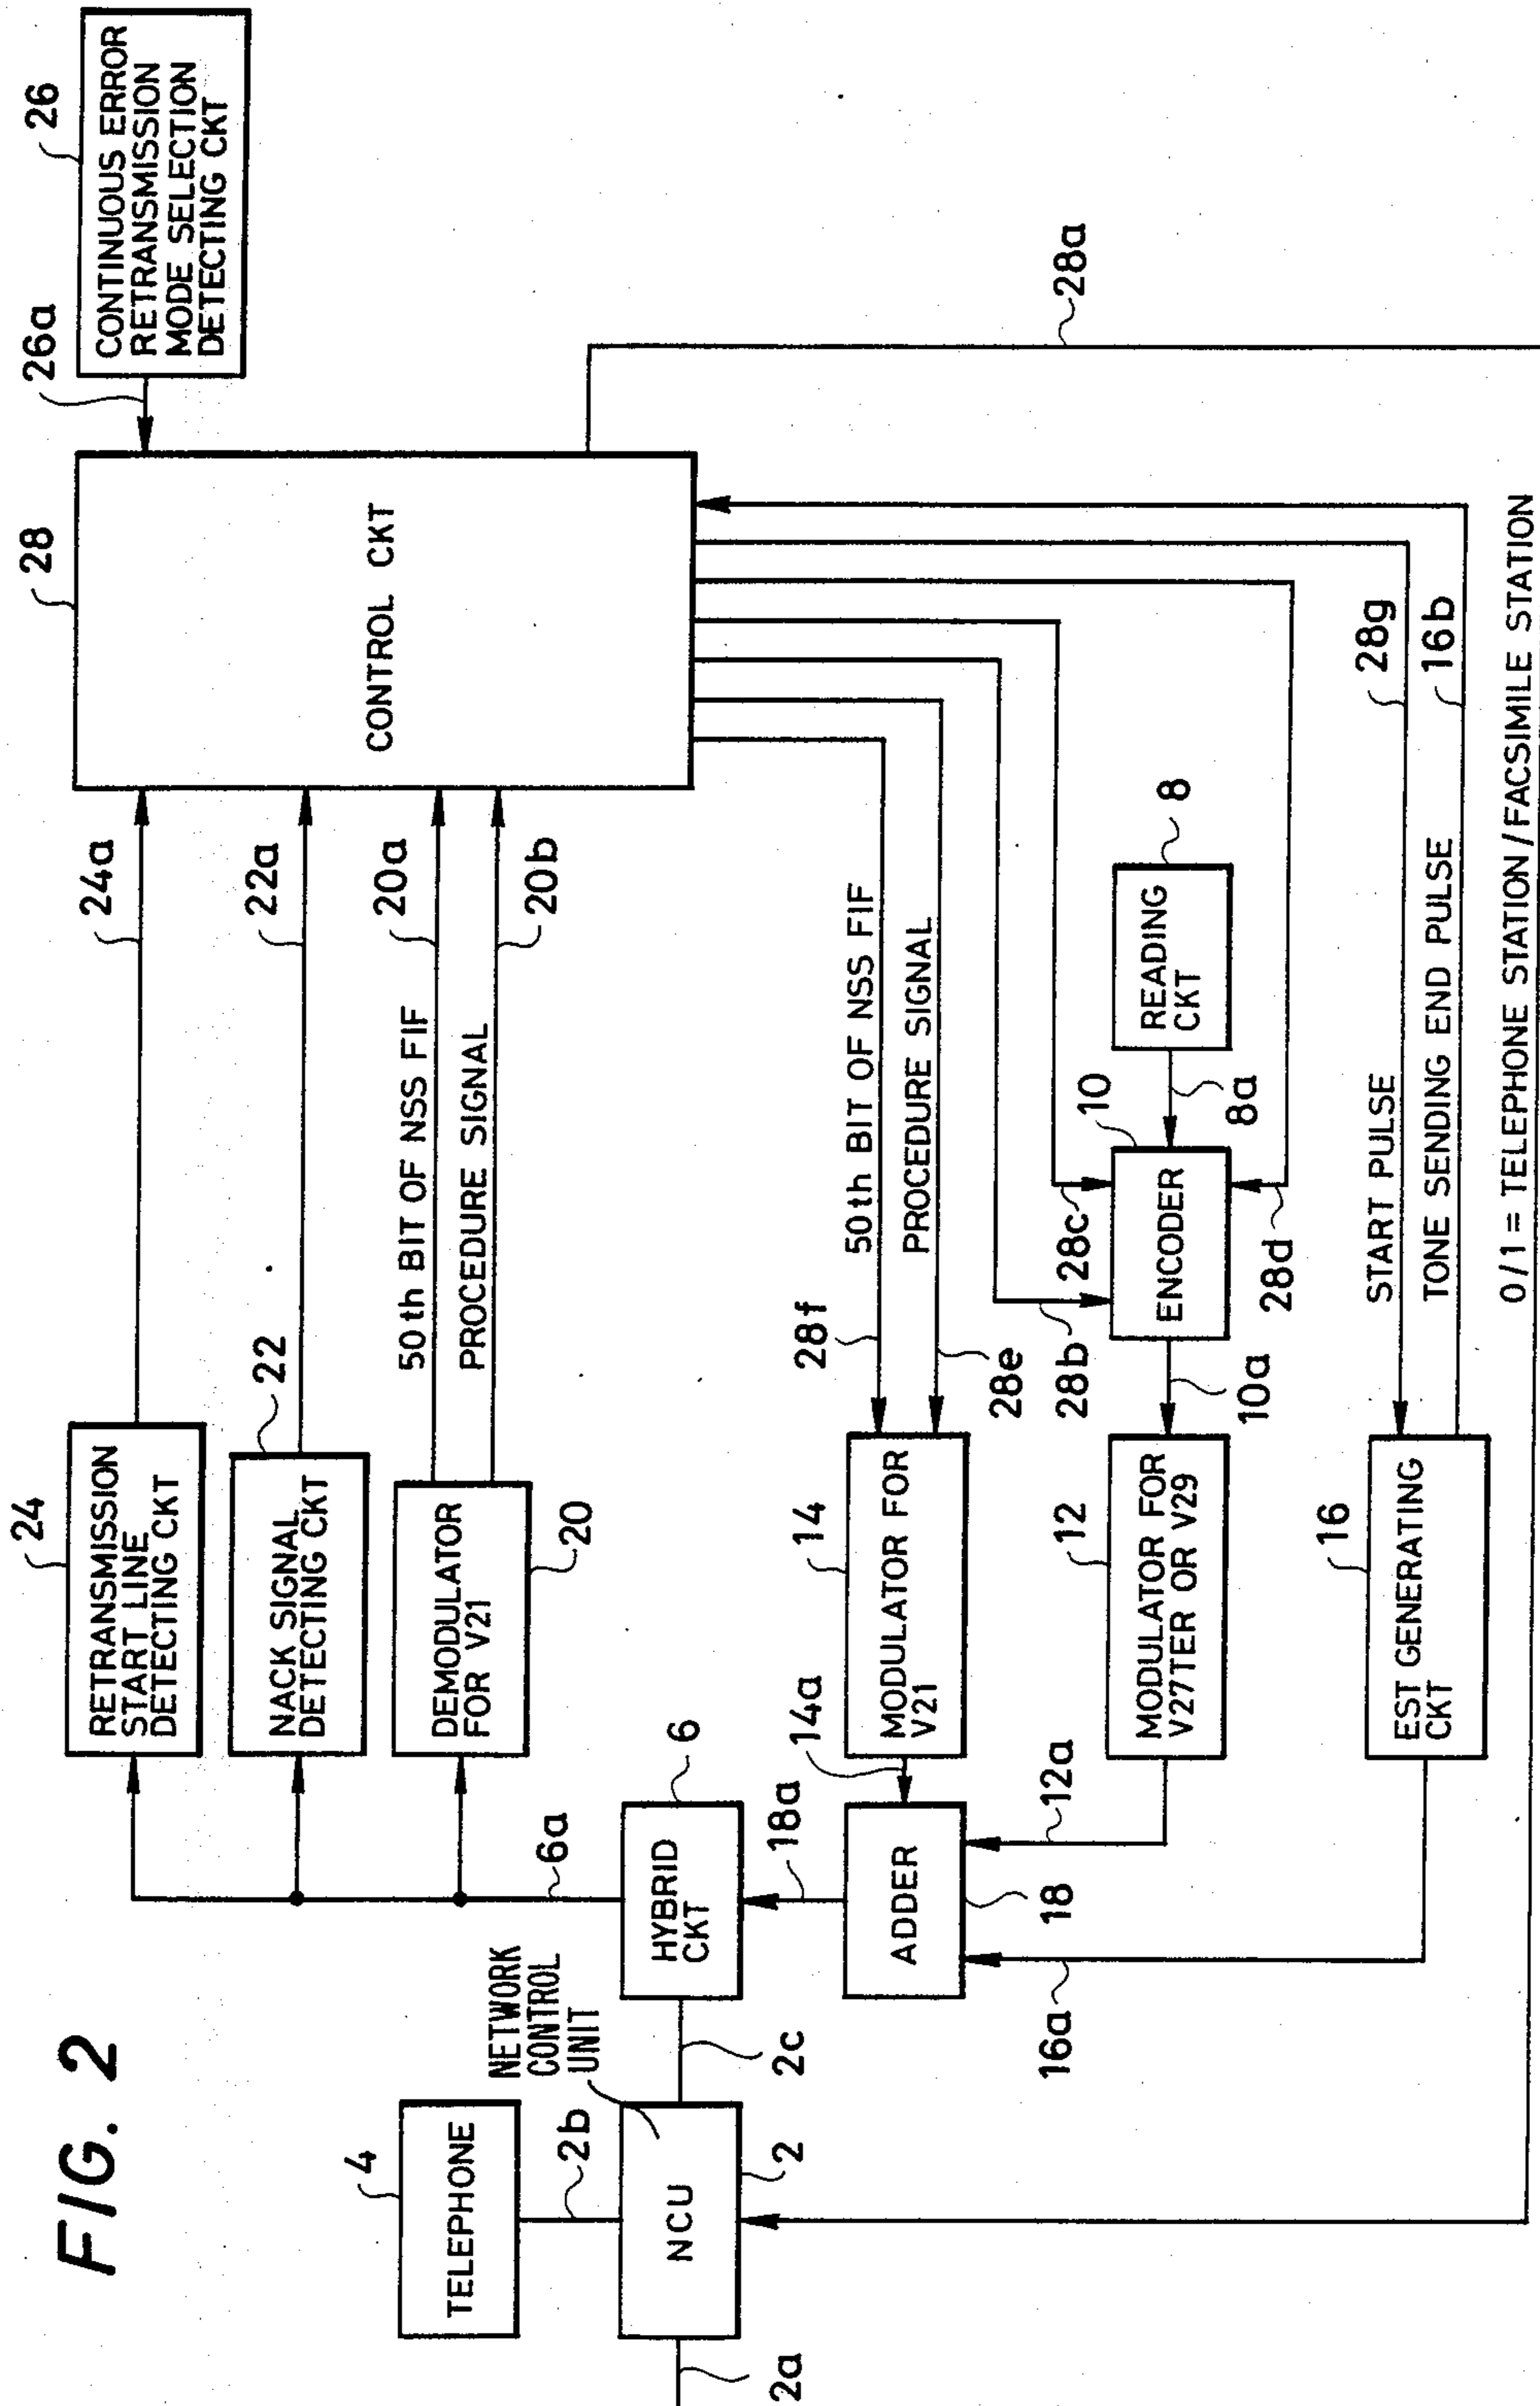 FIG. 2
24
RETRANSMISSION
START LINE
DETECTING CKT
24a
28
CONTROL CKT
26a
26
CONTINUOUS ERROR
RETRANSMISSION
MODE SELECTION
DETECTING CKT
22
NACK SIGNAL
DETECTING CKT
22a
DEMODULATOR
FOR V21
20
50th BIT OF NSS FIF
20a
PROCEDURE SIGNAL
20b
4
TELEPHONE
2b
NETWORK
CONTROL
UNIT
NCU
2
2a
2c
6a
HYBRID
CKT
6
18a
14a
14
MODULATOR FOR
V21
28f
50th BIT OF NSS FIF
PROCEDURE SIGNAL
28e
ADDER
18
12a
16a
12
MODULATOR FOR
V27TER OR V29
10a
28b
28c
10
ENCODER
28d
8a
READING
CKT
8
28a
16
EST GENERATING
CKT
START PULSE
28g
TONE SENDING END PULSE
16b
0/1 = TELEPHONE STATION/FACSIMILE STATION